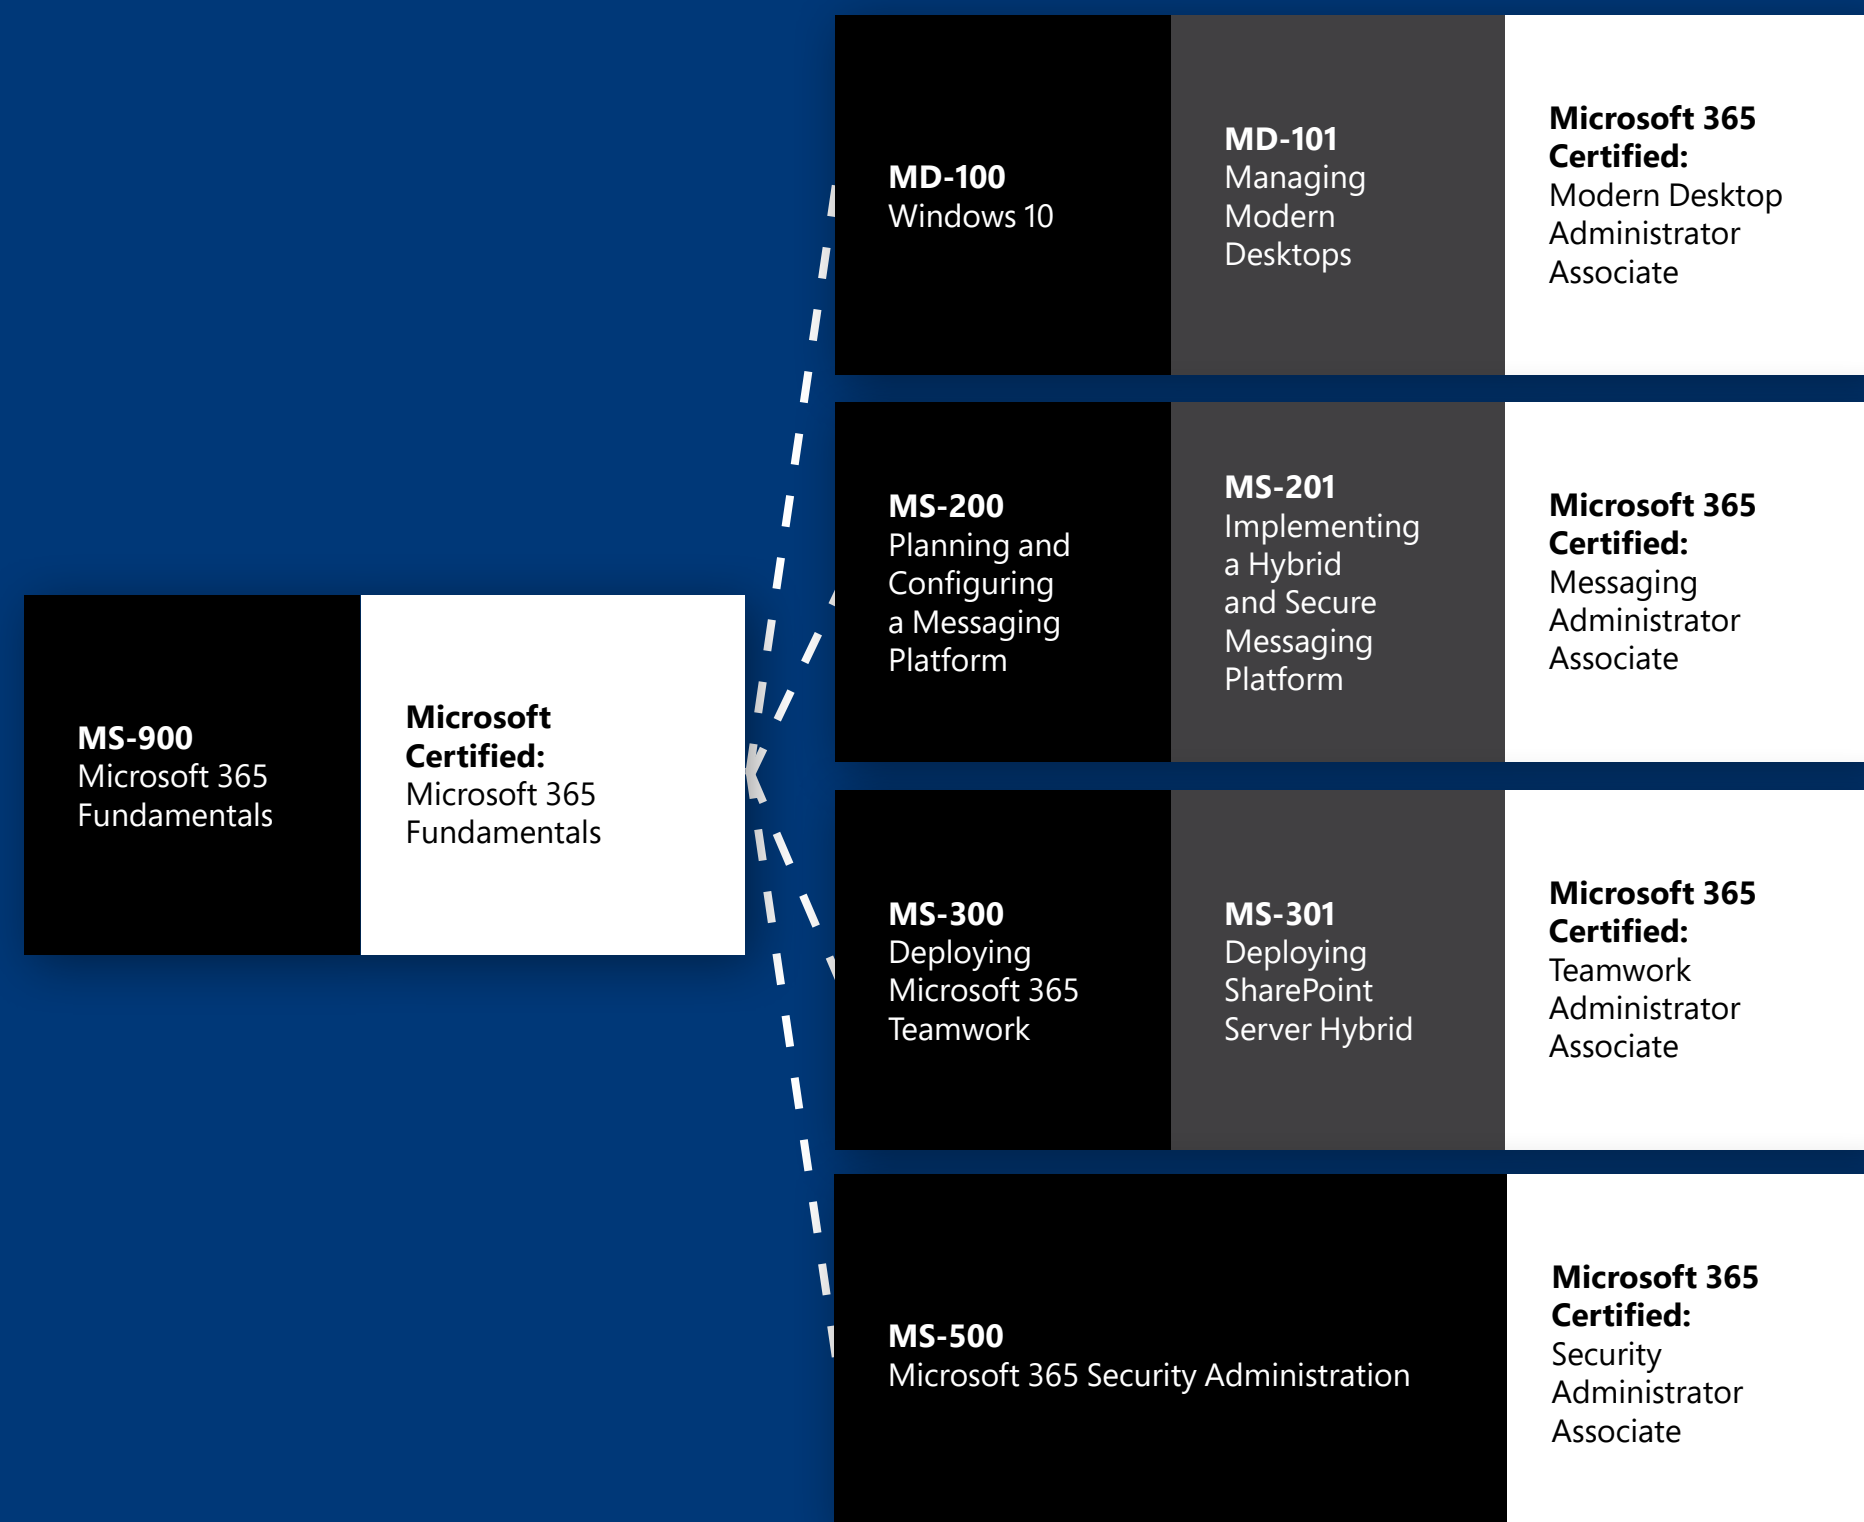 MS-900
Microsoft 365
Fundamentals
Microsoft
Certified:
Microsoft 365
Fundamentals
MD-100
Windows 10
MD-101
Managing
Modern
Desktops
Microsoft 365
Certified:
Modern Desktop
Administrator
Associate
MS-200
Planning and
Configuring
a Messaging
Platform
MS-201
Implementing
a Hybrid
and Secure
Messaging
Platform
Microsoft 365
Certified:
Messaging
Administrator
Associate
MS-300
Deploying
Microsoft 365
Teamwork
MS-301
Deploying
SharePoint
Server Hybrid
Microsoft 365
Certified:
Teamwork
Administrator
Associate
MS-500
Microsoft 365 Security Administration
Microsoft 365
Certified:
Security
Administrator
Associate